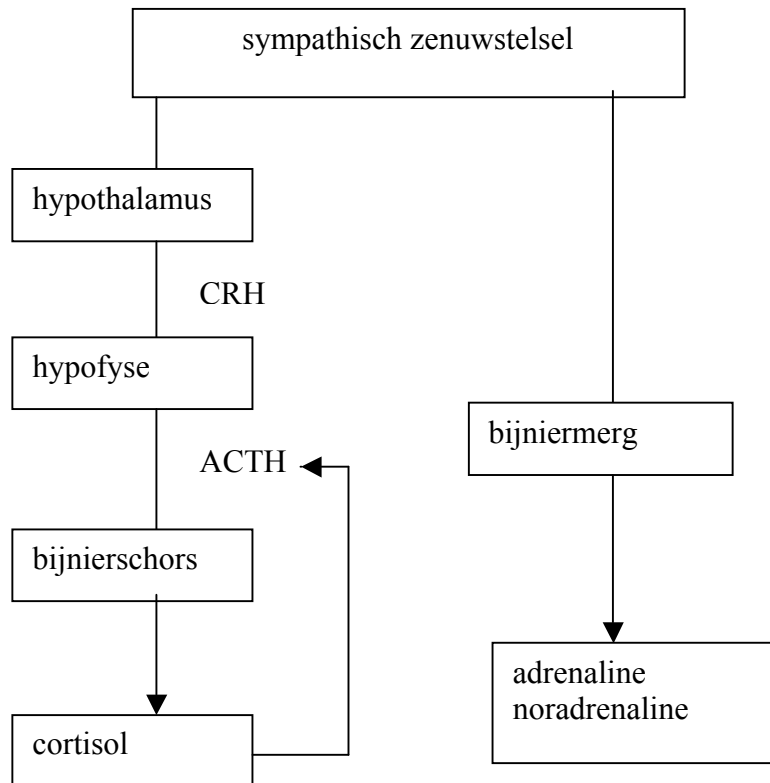 sympathisch zenuwstelsel
hypothalamus
CRH
hypofyse
bijniermerg
ACTH
bijnierschors
adrenaline
noradrenaline
cortisol